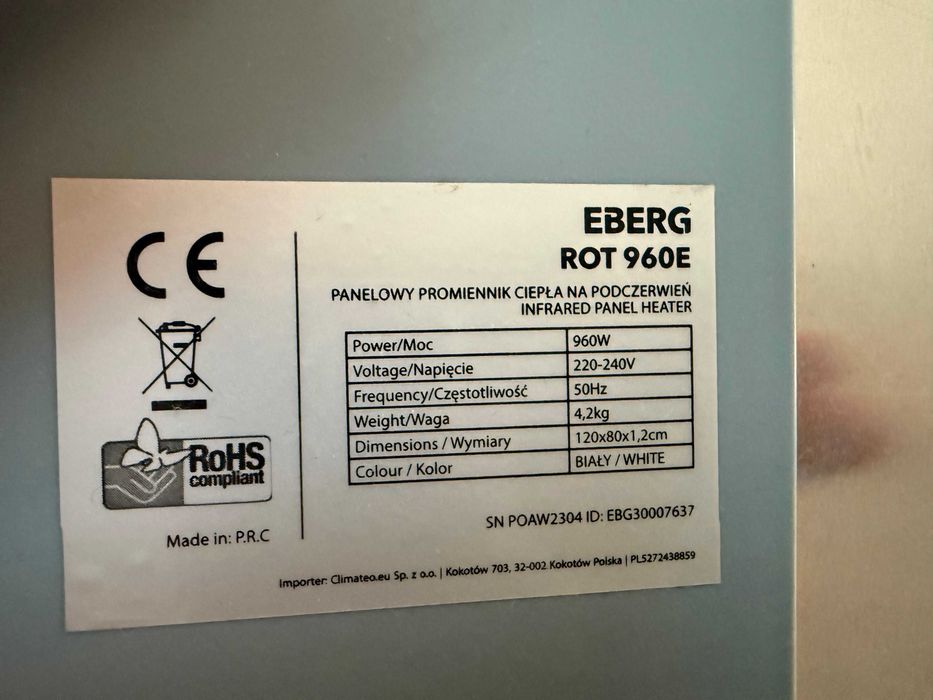 CE
RoHS
compliant
Made in: P.R.C
EBERG
ROT 960E
PANELOWY PROMIENNIK CIEPŁA NA PODCZERWIEŃ
INFRARED PANEL HEATER
Power/Moc 960W
Voltage/Napięcie 220-240V
Frequency/Częstotliwość 50Hz
Weight/Waga 4,2kg
Dimensions / Wymiary 120x80x1,2cm
Colour / Kolor BIAŁY / WHITE
SN POAW2304 ID: EBG30007637
Importer: Climateo.eu Sp. z o.o. | Kokotów 703, 32-002 Kokotów Polska | PL5272438859